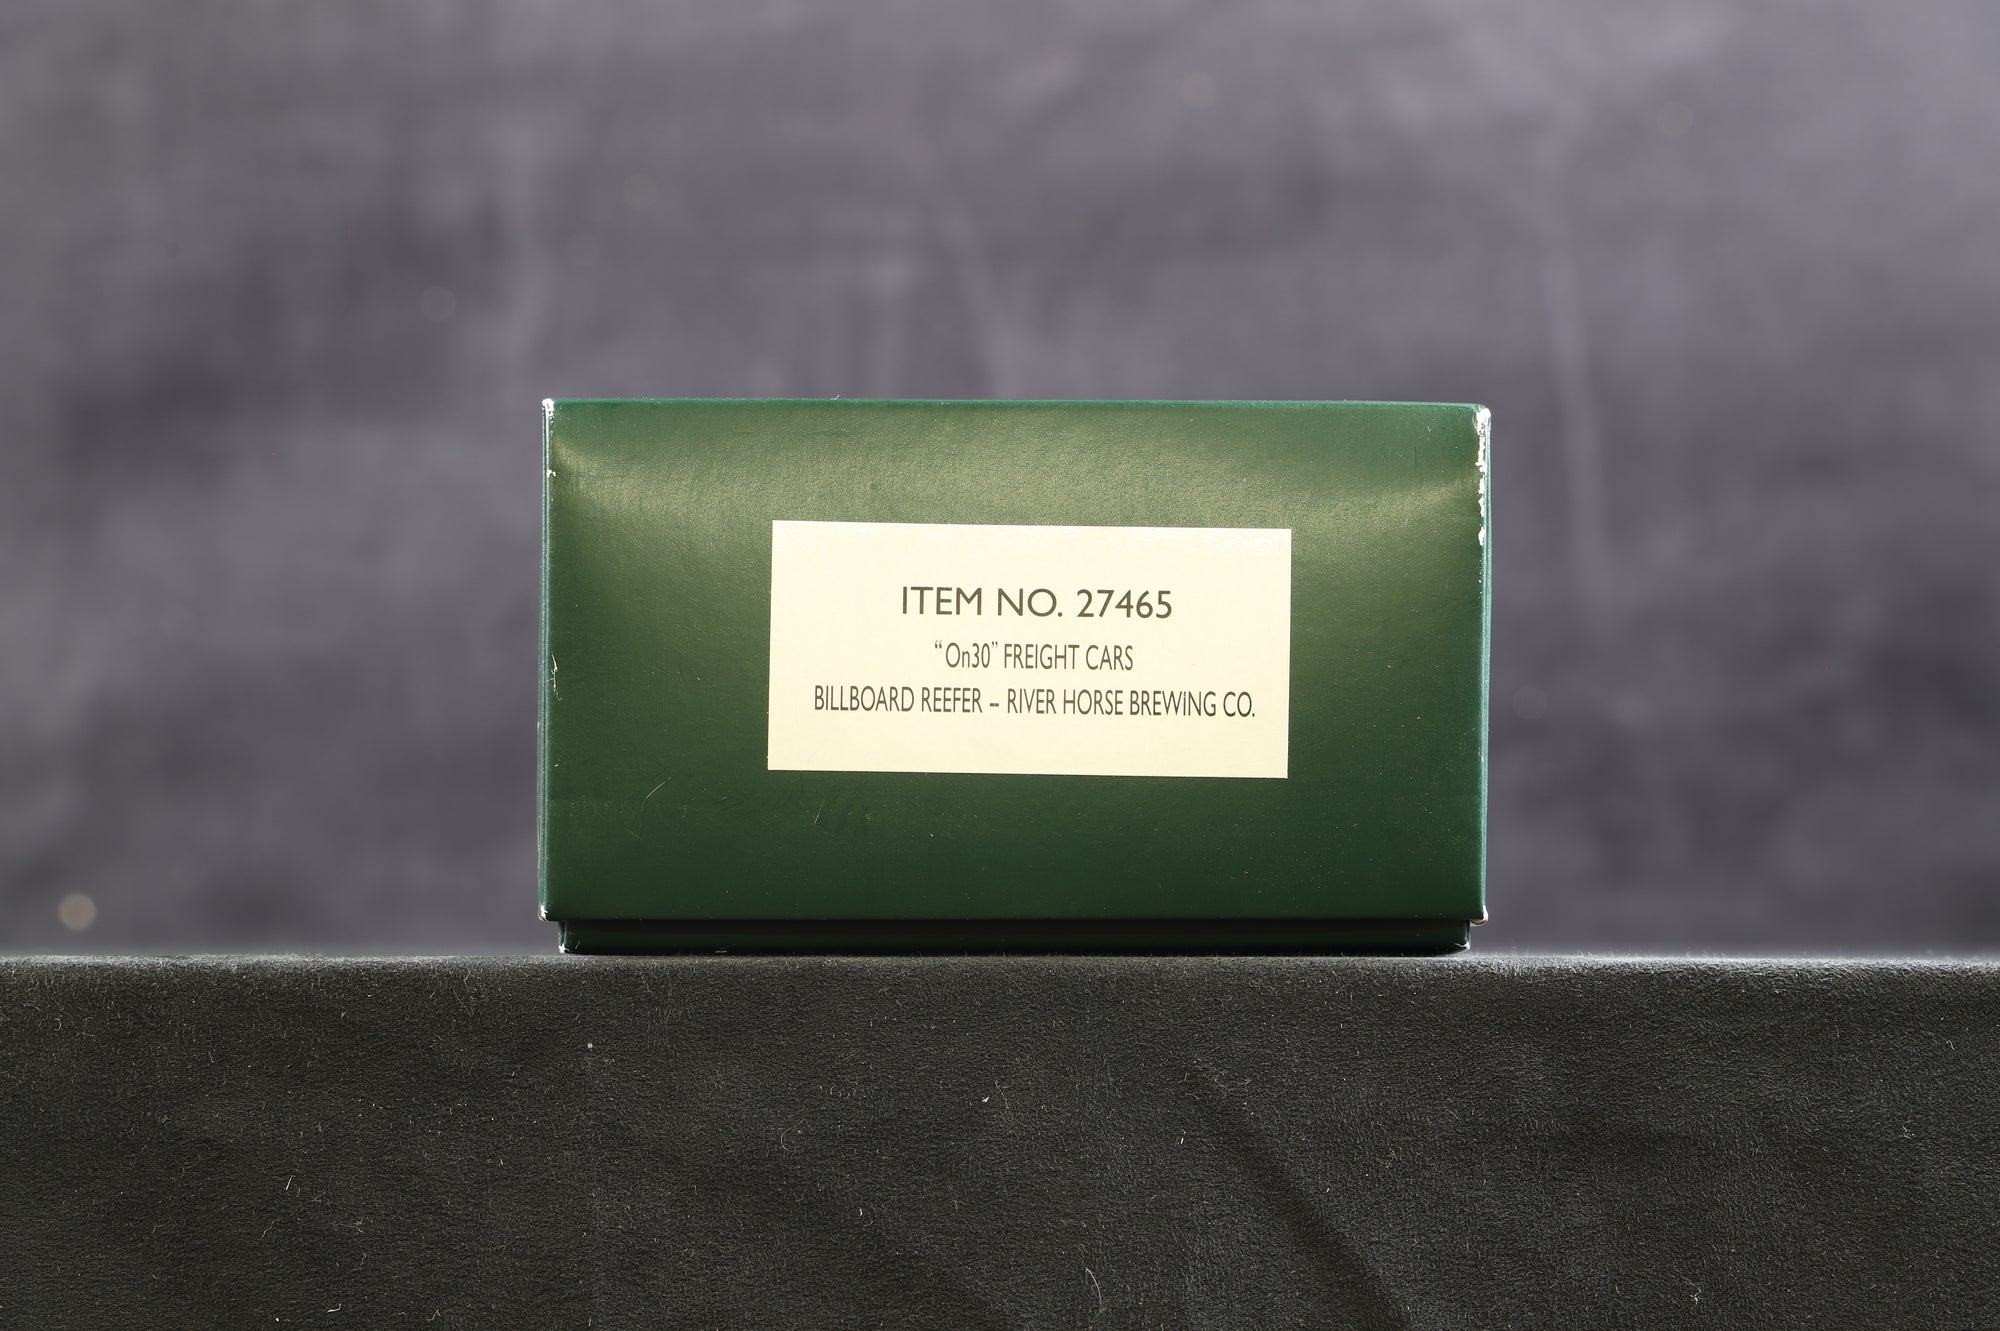 ITEM NO. 27465
“On30” FREIGHT CARS
BILLBOARD REEFER – RIVER HORSE BREWING CO.